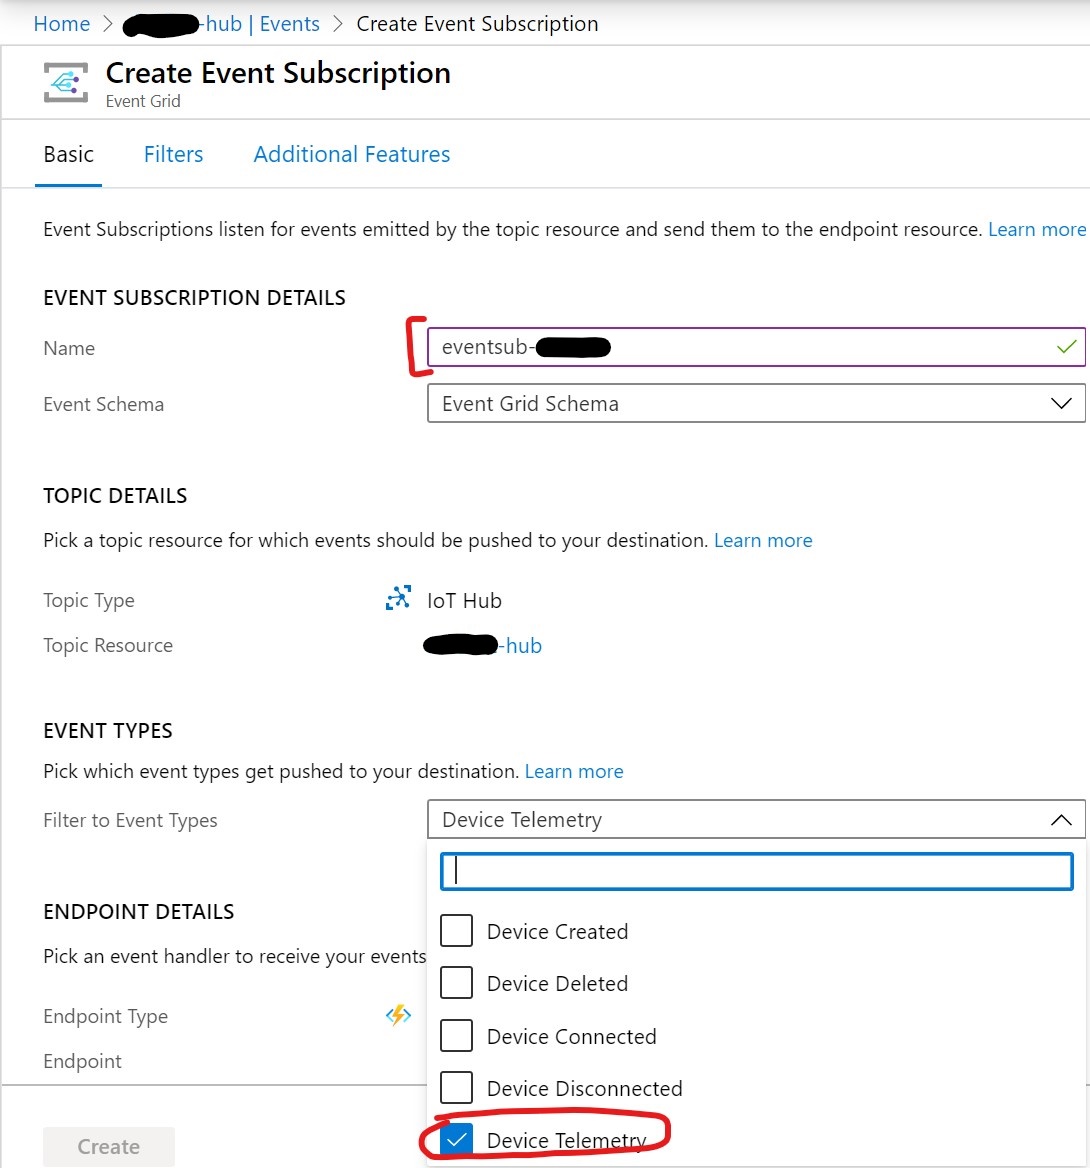 Home > -hub | Events > Create Event Subscription
Create Event Subscription
Event Grid
Basic Filters Additional Features
Event Subscriptions listen for events emitted by the topic resource and send them to the endpoint resource. Learn more
EVENT SUBSCRIPTION DETAILS
Name eventsub-
Event Schema Event Grid Schema
TOPIC DETAILS
Pick a topic resource for which events should be pushed to your destination. Learn more
Topic Type IoT Hub
Topic Resource -hub
EVENT TYPES
Pick which event types get pushed to your destination. Learn more
Filter to Event Types Device Telemetry
Device Created
ENDPOINT DETAILS
Pick an event handler to receive your events
Device Deleted
Endpoint Type
Device Connected
Endpoint
Device Disconnected
Create
Device Telemetry